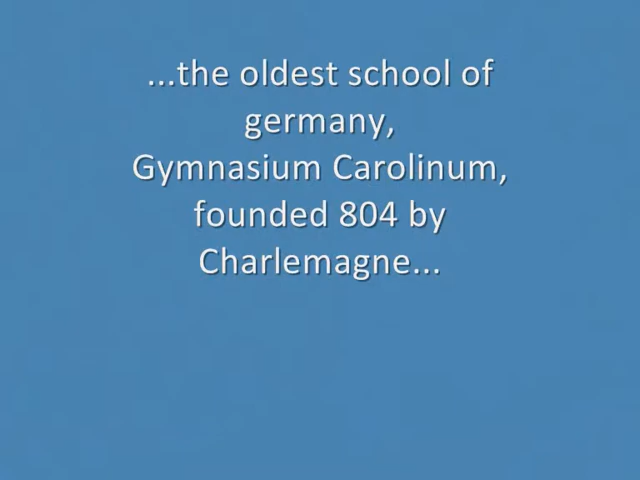 ...the oldest school of
germany,
Gymnasium Carolinum,
founded 804 by
Charlemagne...